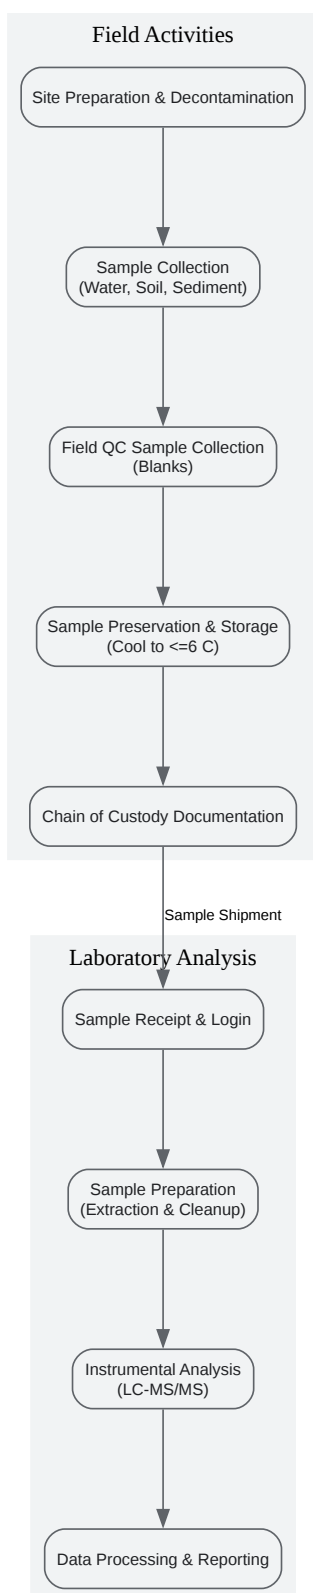 Field Activities
Site Preparation & Decontamination
Sample Collection
(Water, Soil, Sediment)
Field QC Sample Collection
(Blanks)
Sample Preservation & Storage
(Cool to <=6 C)
Chain of Custody Documentation
Sample Shipment
Laboratory Analysis
Sample Receipt & Login
Sample Preparation
(Extraction & Cleanup)
Instrumental Analysis
(LC-MS/MS)
Data Processing & Reporting